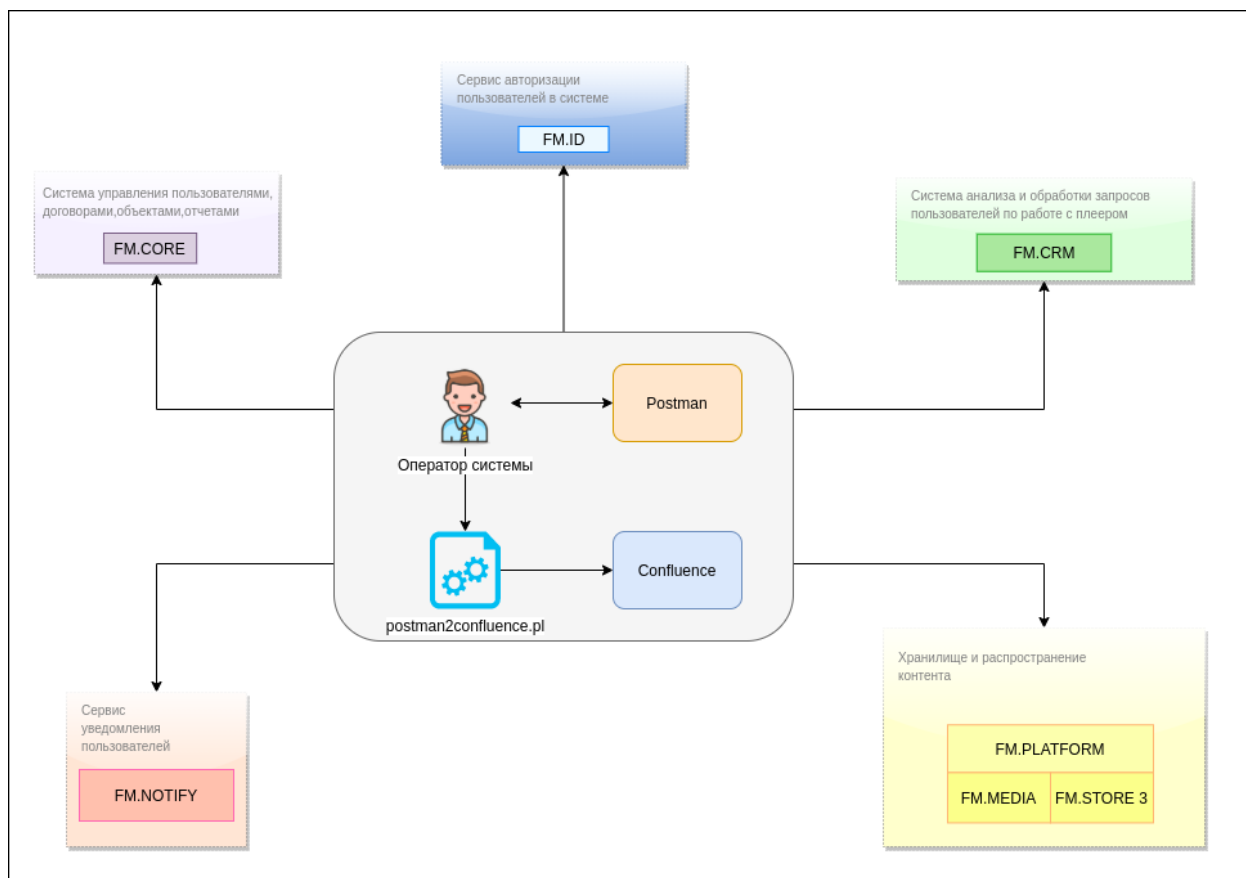 Сервис авторизации
пользователей в системе
FM.ID
Система управления пользователями,
договорами,объектами,отчетами
FM.CORE
Система анализа и обработки запросов
пользователей по работе с плеером
FM.CRM
Postman
Оператор системы
Confluence
postman2confluence.pl
Сервис
уведомления
пользователей
FM.NOTIFY
Хранилище и распространение
контента
FM.PLATFORM
FM.MEDIA
FM.STORE 3